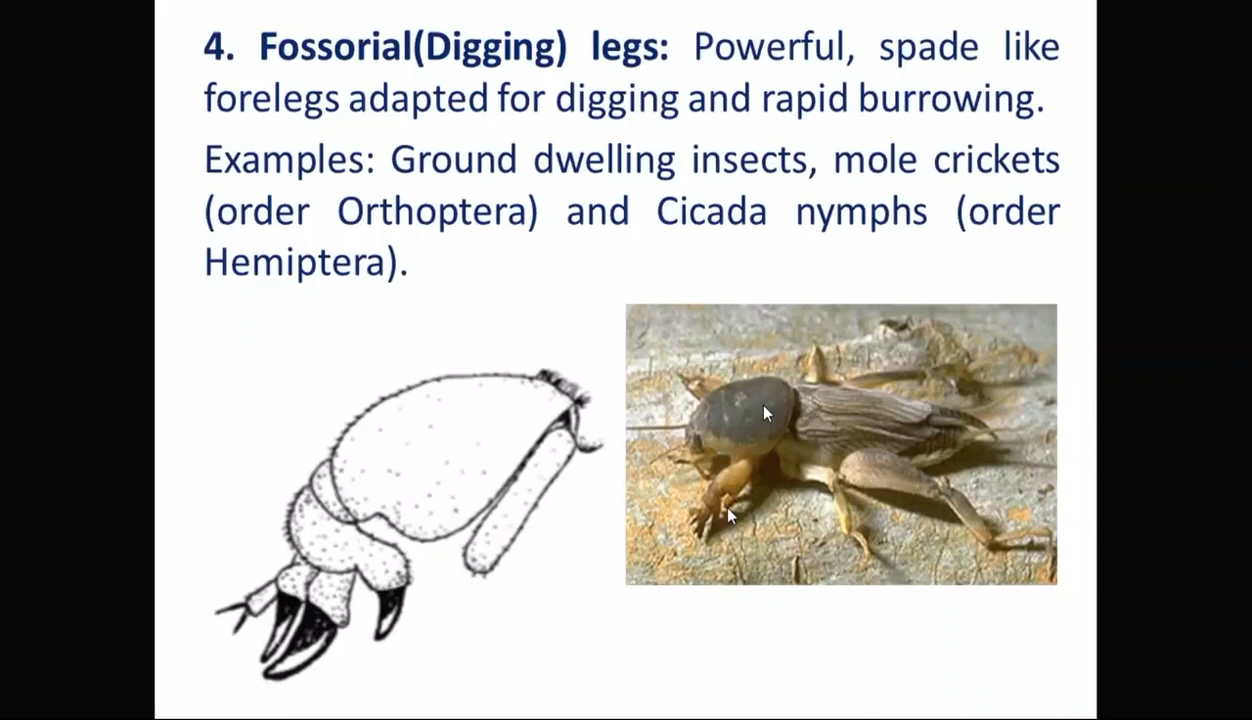 4. Fossorial(Digging) legs: Powerful, spade like
forelegs adapted for digging and rapid burrowing.
Examples: Ground dwelling insects, mole crickets
(order Orthoptera) and Cicada nymphs (order
Hemiptera).